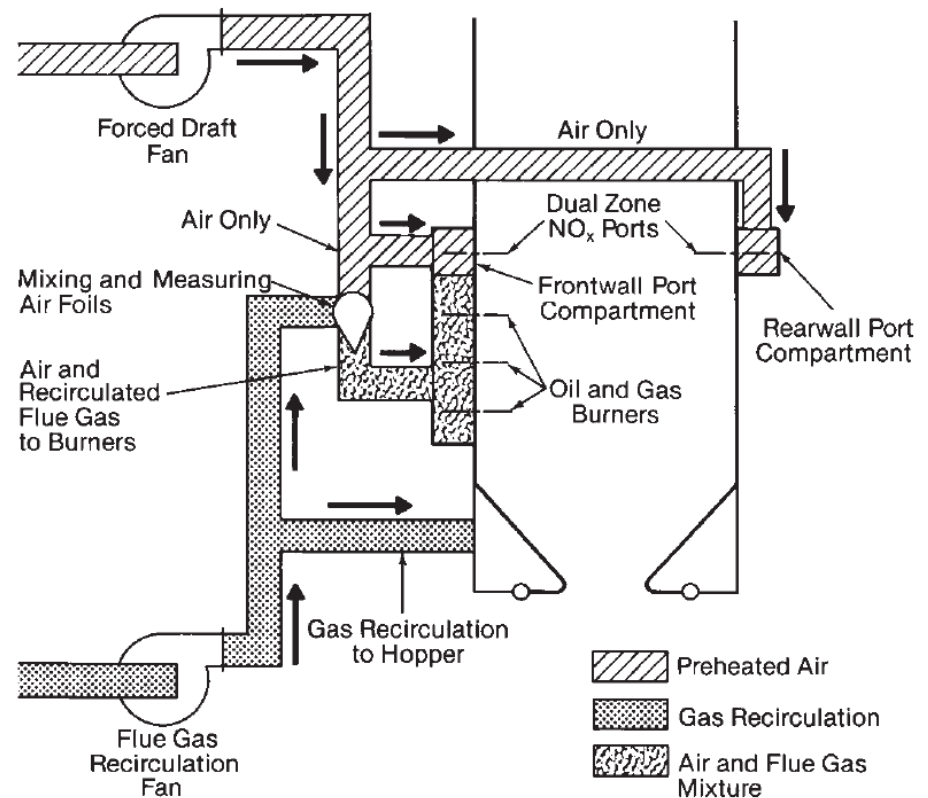 Forced Draft
Fan
Air Only
Air Only
Dual Zone
NOx Ports
Mixing and Measuring
Air Foils
Frontwall Port
Compartment
Rearwall Port
Compartment
Air and
Recirculated
Flue Gas
to Burners
Oil and Gas
Burners
Gas Recirculation
to Hopper
Flue Gas
Recirculation
Fan
Preheated Air
Gas Recirculation
Air and Flue Gas
Mixture